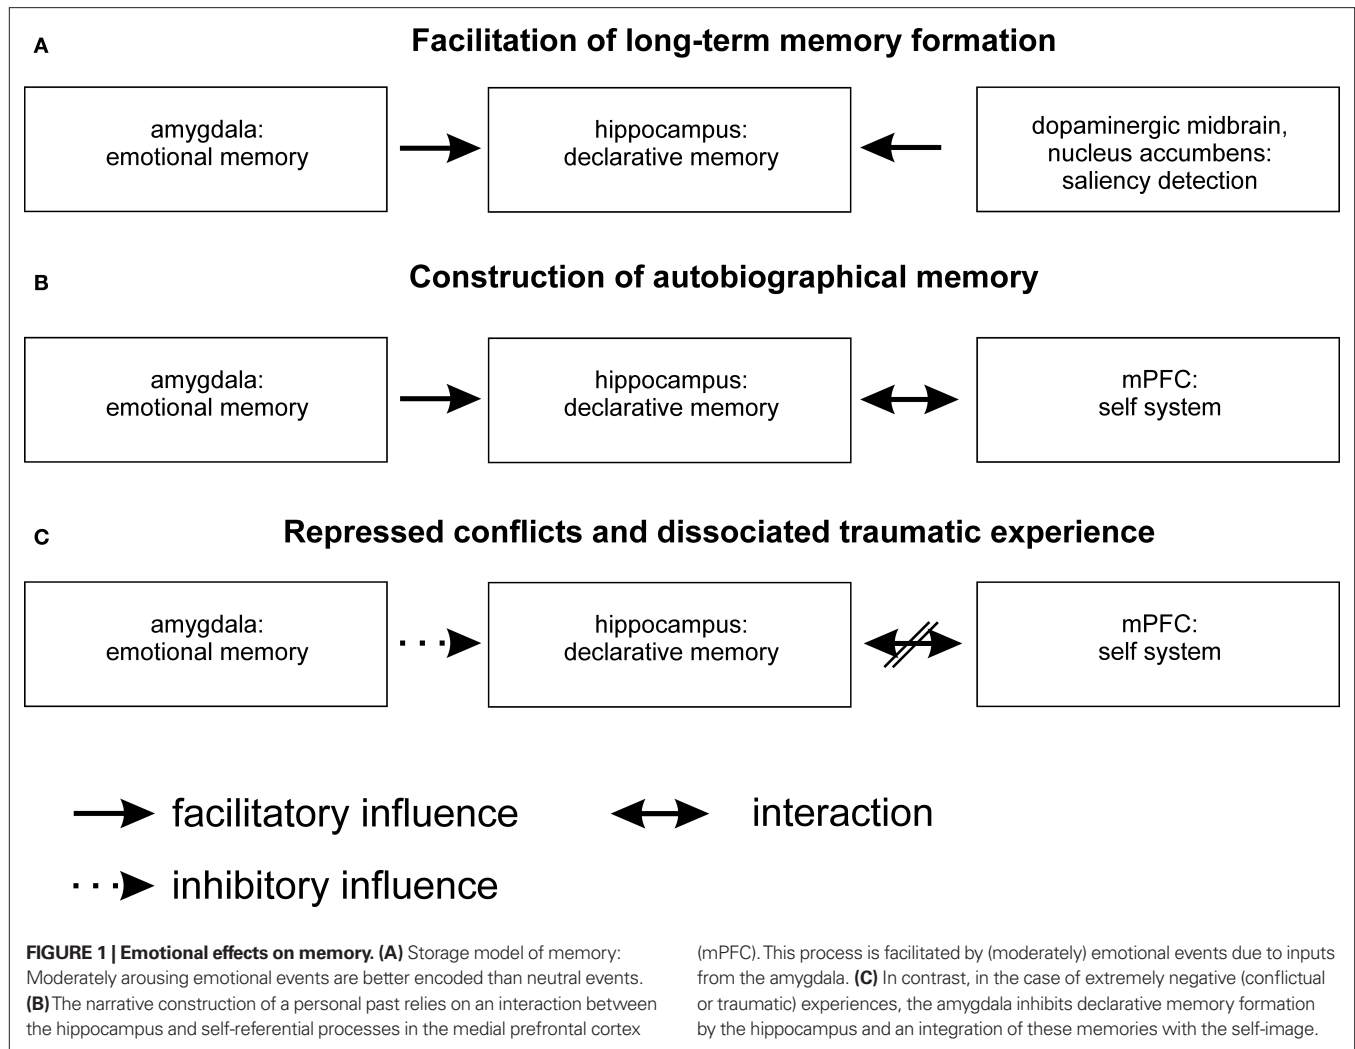 A
Facilitation of long-term memory formation
amygdala:
emotional memory
hippocampus:
declarative memory
dopaminergic midbrain,
nucleus accumbens:
saliency detection
B
Construction of autobiographical memory
amygdala:
emotional memory
hippocampus:
declarative memory
mPFC:
self system
C
Repressed conflicts and dissociated traumatic experience
amygdala:
emotional memory
hippocampus:
declarative memory
mPFC:
self system
facilitatory influence
interaction
inhibitory influence
FIGURE 1 | Emotional effects on memory. (A) Storage model of memory:
Moderately arousing emotional events are better encoded than neutral events.
(B) The narrative construction of a personal past relies on an interaction between
the hippocampus and self-referential processes in the medial prefrontal cortex
(mPFC). This process is facilitated by (moderately) emotional events due to inputs
from the amygdala. (C) In contrast, in the case of extremely negative (conflictual
or traumatic) experiences, the amygdala inhibits declarative memory formation
by the hippocampus and an integration of these memories with the self-image.